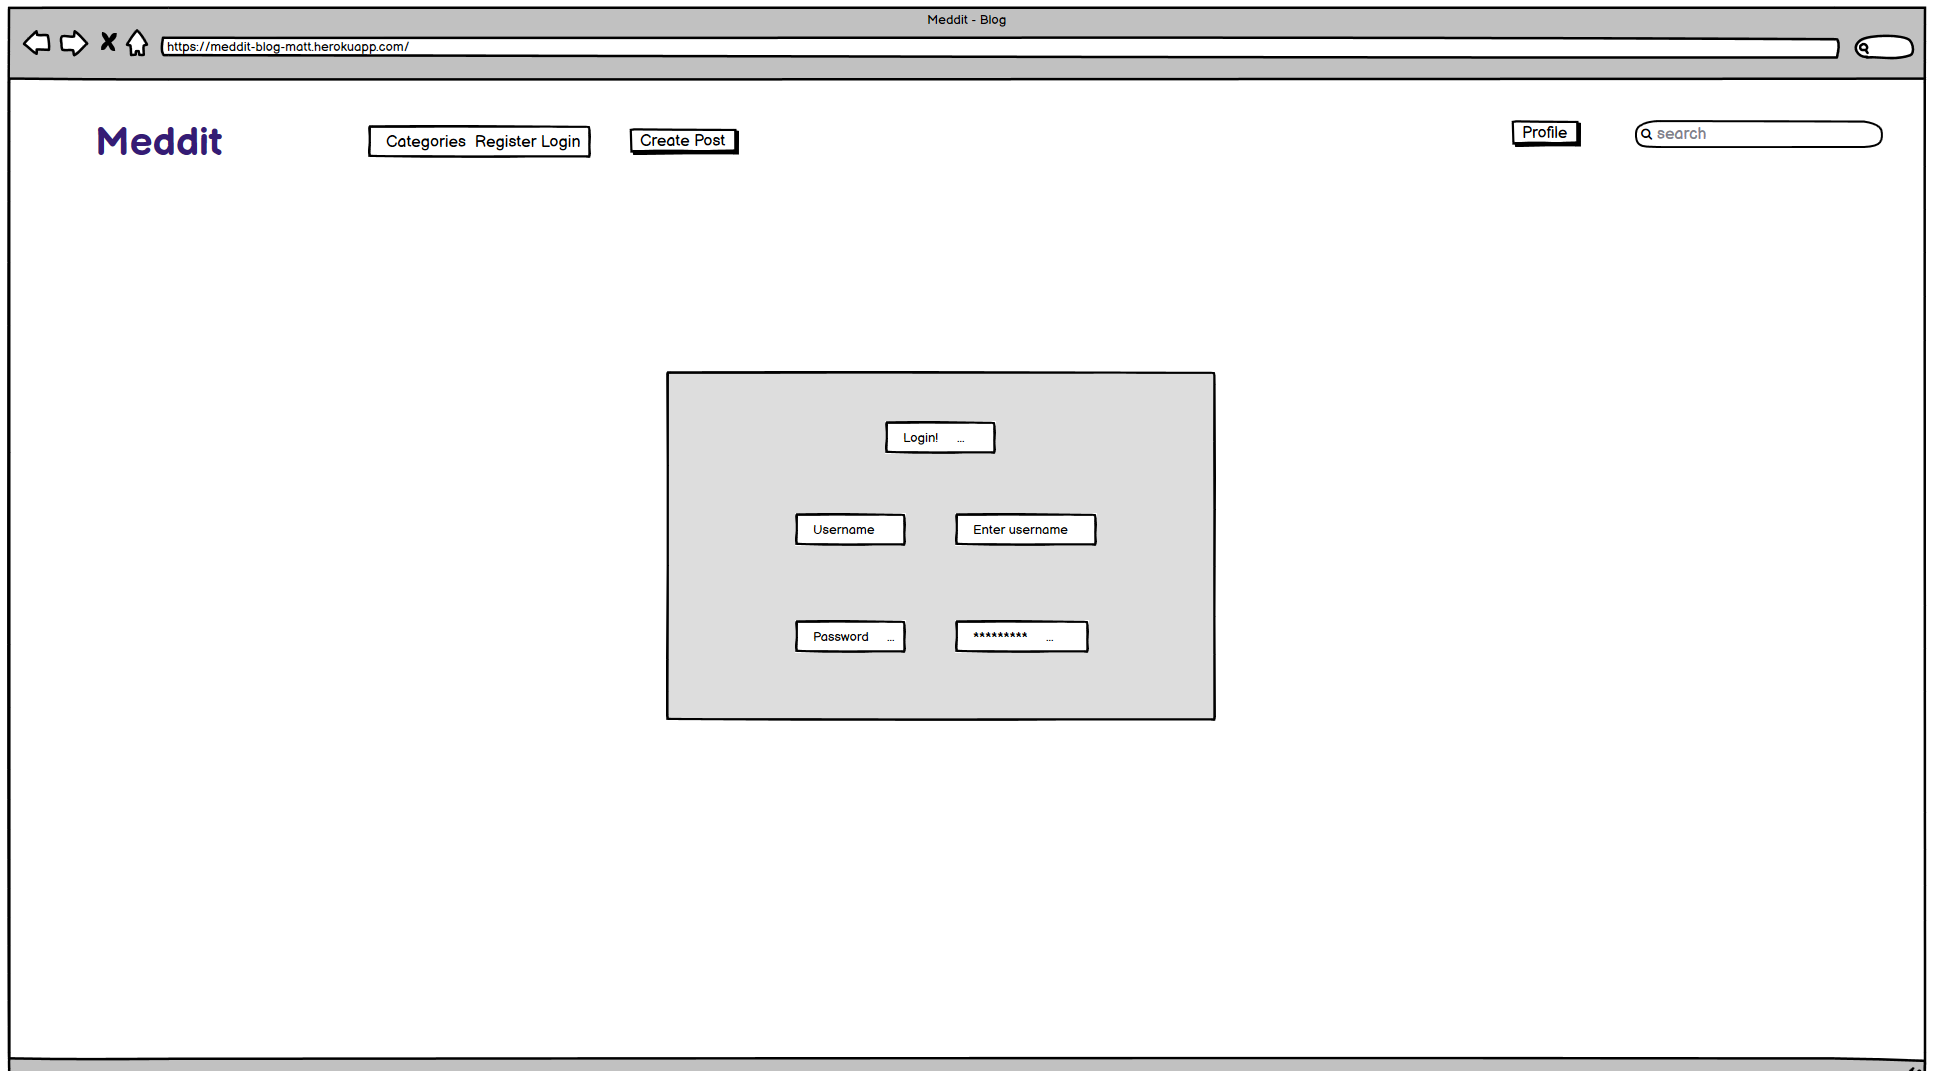 Meddit - Blog
https://meddit-blog-matt.herokuapp.com/
Meddit
Categories Register Login
Create Post
Profile
search
Login! ...
Username
Enter username
Password ...
********* ...